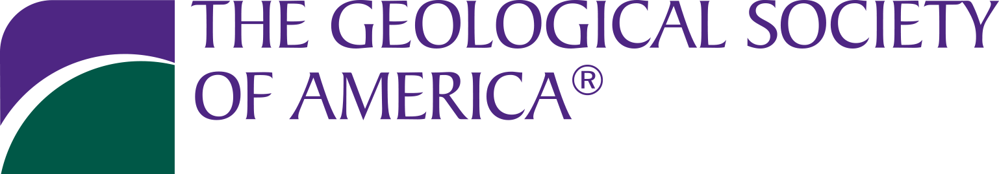 THE GEOLOGICAL SOCIETY
OF AMERICA®